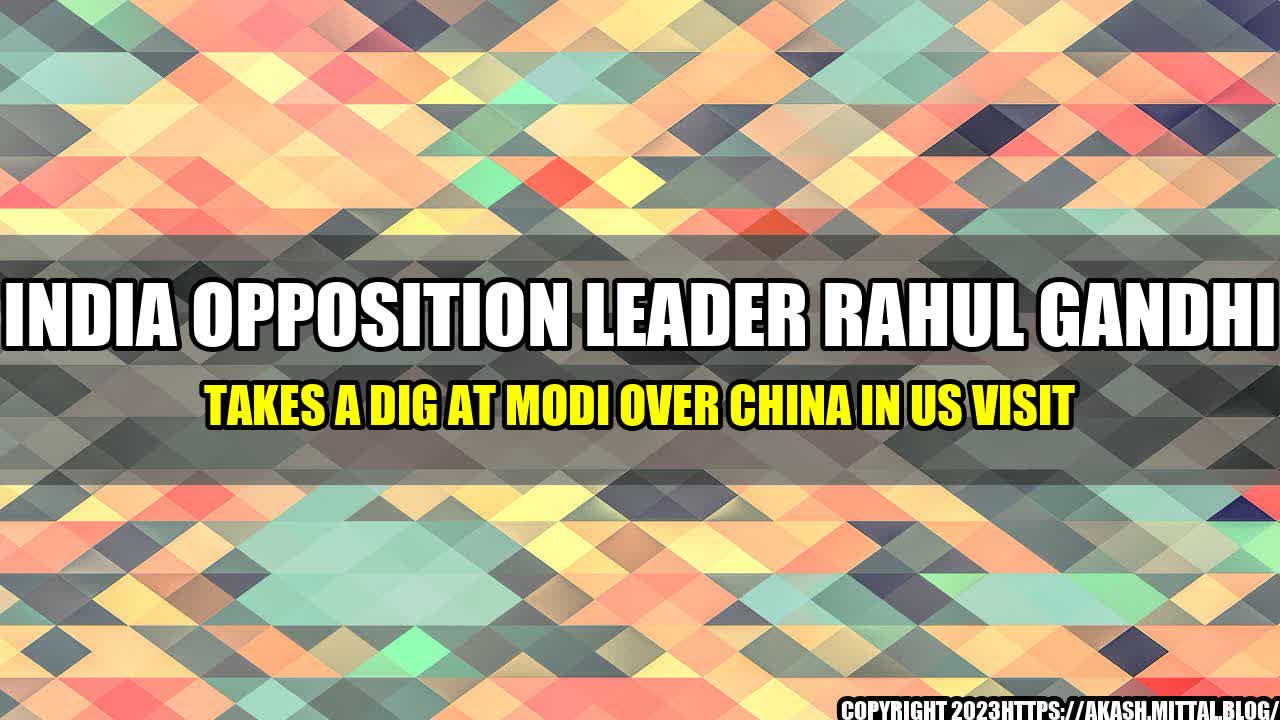 INDIA OPPOSITION LEADER RAHUL GANDHI
TAKES A DIG AT MODI OVER CHINA IN US VISIT
COPYRIGHT 2023HTTPS://AKASH.MITTAL.BLOG/